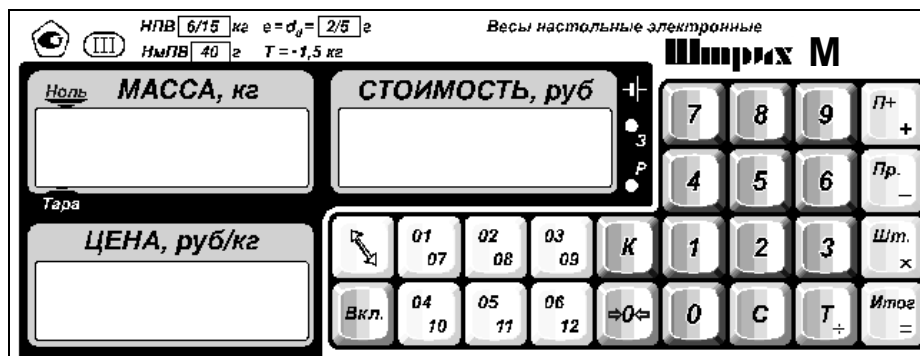 НПВ 6/15 кг e = dд = 2/5 г
Весы настольные электронные
III
НмПВ 40 г T = - 1,5 кг
Штрих М
Ноль МАССА, кг
СТОИМОСТЬ, руб
З
Р
Тара
ЦЕНА, руб/кг
7 8 9 П+ +
4 5 6 Пр. –
01 07 02 08 03 09 К 1 2 3 Шт. ×
Вкл. 04 10 05 11 06 12 ⇨0⇦ 0 С Т ÷ Итог =